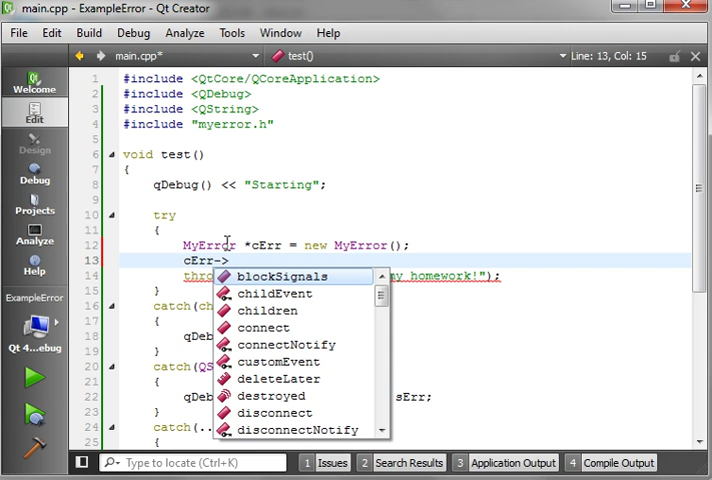 main.cpp - ExampleError - Qt Creator
File Edit Build Debug Analyze Tools Window Help
main.cpp* test() Line: 13, Col: 15
Welcome
Edit
Design
Debug
Projects
Analyze
Help
ExampleError
Qt 4...ebug
1 #include <QtCore/QCoreApplication>
2 #include <QDebug>
3 #include <QString>
4 #include "myerror.h"
5
6 void test()
7 {
8 qDebug() << "Starting";
9
10 try
11 {
12 MyError *cErr = new MyError();
13 cErr->
14 thro my homework!");
15 }
16 catch(ch
17 {
18 qDeb
19 }
20 catch(QS
21 {
22 qDeb sErr;
23 }
24 catch(..
25 {
blockSignals
childEvent
children
connect
connectNotify
customEvent
deleteLater
destroyed
disconnect
disconnectNotify
Type to locate (Ctrl+K) 1 Issues 2 Search Results 3 Application Output 4 Compile Output